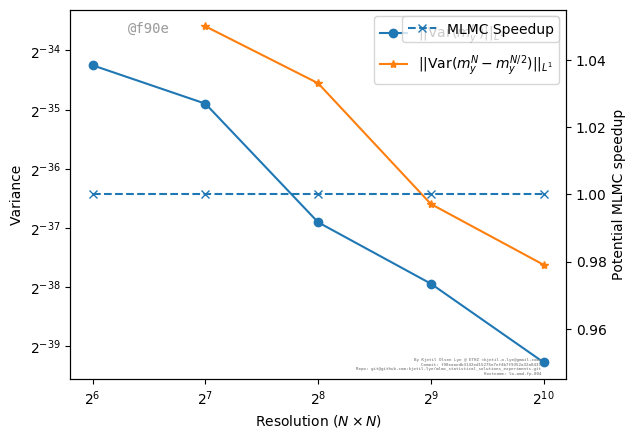 @f90e
MLMC Speedup
||Var(m_y^N − m_y^{N/2})||_{L^1}
2^{−34}
2^{−35}
2^{−36}
2^{−37}
2^{−38}
2^{−39}
Variance
1.04
1.02
1.00
0.98
0.96
Potential MLMC speedup
2^6
2^7
2^8
2^9
2^{10}
Resolution (N × N)